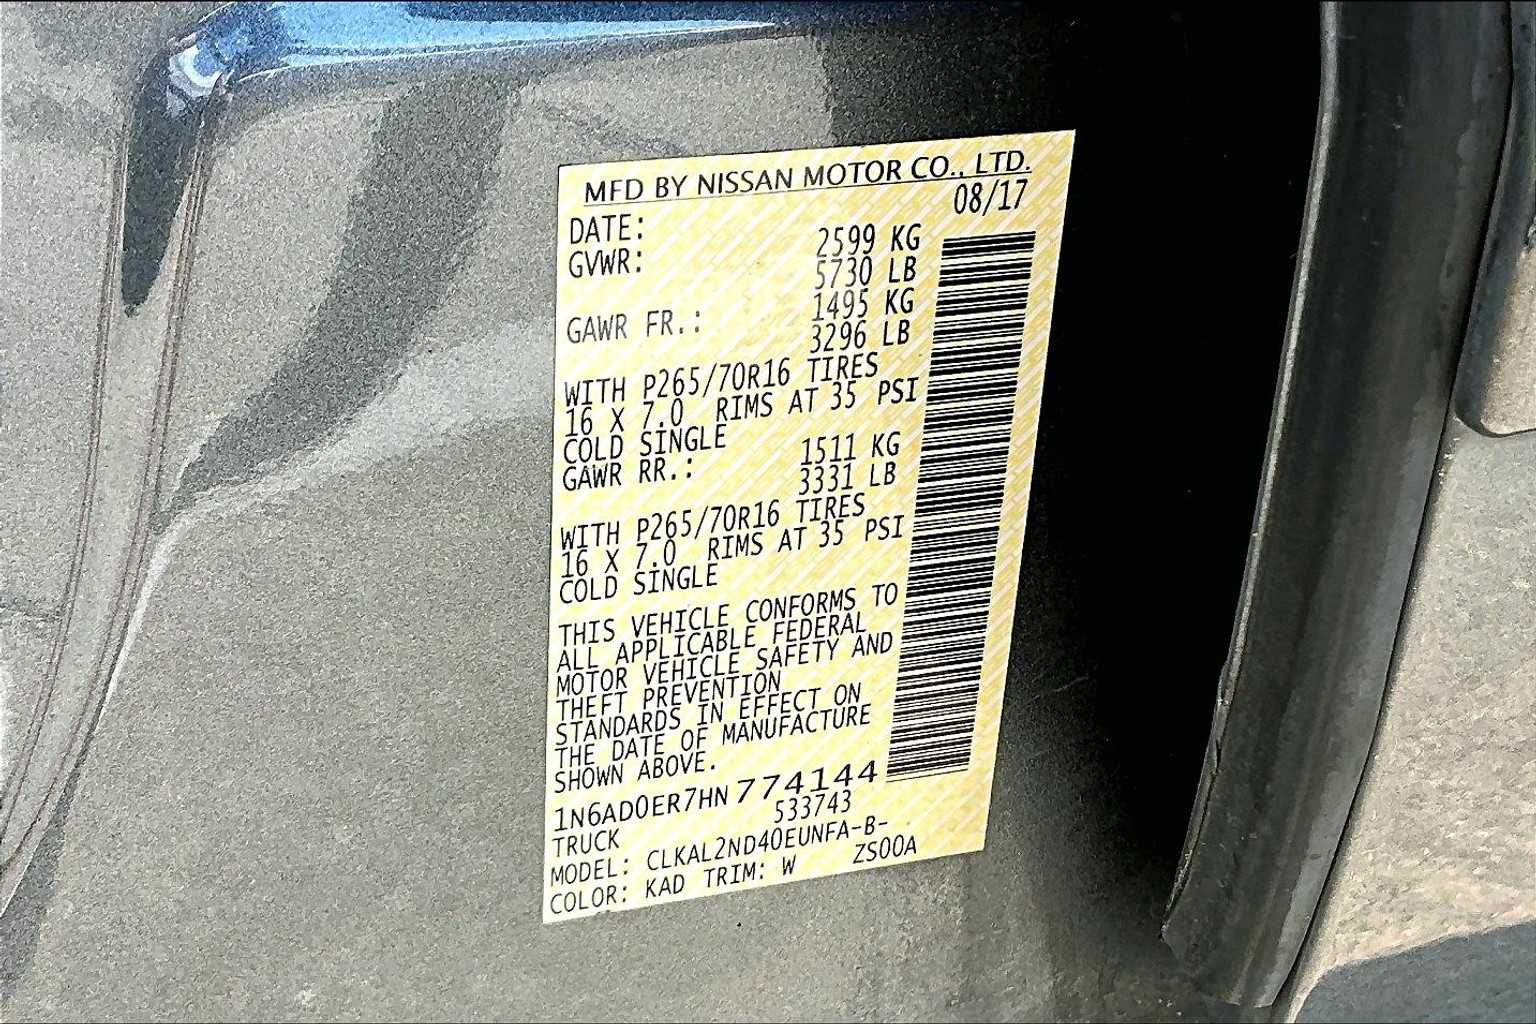 MFD BY NISSAN MOTOR CO., LTD.
DATE: 08/17
GVWR: 2599 KG
5730 LB
GAWR FR.: 1495 KG
3296 LB
WITH P265/70R16 TIRES
16 X 7.0 RIMS AT 35 PSI
COLD SINGLE
GAWR RR.: 1511 KG
3331 LB
WITH P265/70R16 TIRES
16 X 7.0 RIMS AT 35 PSI
COLD SINGLE
THIS VEHICLE CONFORMS TO
ALL APPLICABLE FEDERAL
MOTOR VEHICLE SAFETY AND
THEFT PREVENTION
STANDARDS IN EFFECT ON
THE DATE OF MANUFACTURE
SHOWN ABOVE.
1N6AD0ER7HN774144
TRUCK 533743
MODEL: CLKAL2ND40EUNFA-B-
COLOR: KAD TRIM: W ZS00A